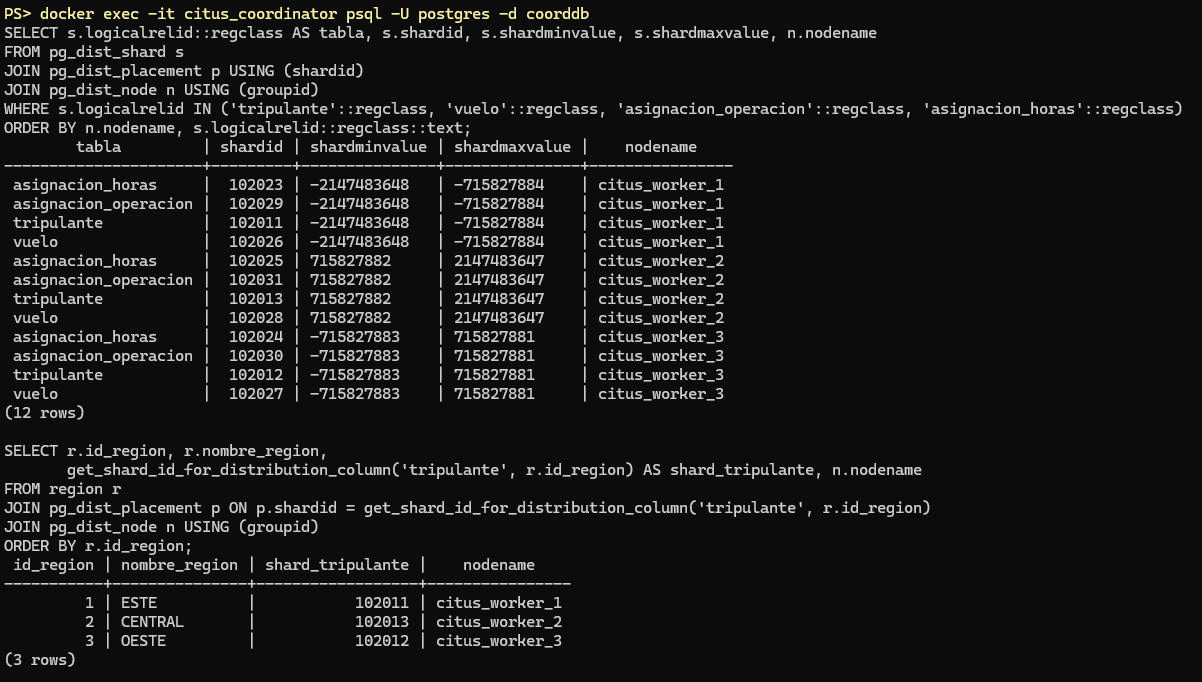 PS> docker exec -it citus_coordinator psql -U postgres -d coorddb
SELECT s.logicalrelid::regclass AS tabla, s.shardid, s.shardminvalue, s.shardmaxvalue, n.nodename
FROM pg_dist_shard s
JOIN pg_dist_placement p USING (shardid)
JOIN pg_dist_node n USING (groupid)
WHERE s.logicalrelid IN ('tripulante'::regclass, 'vuelo'::regclass, 'asignacion_operacion'::regclass, 'asignacion_horas'::regclass)
ORDER BY n.nodename, s.logicalrelid::regclass::text;
        tabla         | shardid | shardminvalue | shardmaxvalue |    nodename
----------------------+---------+---------------+---------------+----------------
 asignacion_horas     |  102023 | -2147483648   | -715827884    | citus_worker_1
 asignacion_operacion |  102029 | -2147483648   | -715827884    | citus_worker_1
 tripulante           |  102011 | -2147483648   | -715827884    | citus_worker_1
 vuelo                |  102026 | -2147483648   | -715827884    | citus_worker_1
 asignacion_horas     |  102025 | 715827882     | 2147483647    | citus_worker_2
 asignacion_operacion |  102031 | 715827882     | 2147483647    | citus_worker_2
 tripulante           |  102013 | 715827882     | 2147483647    | citus_worker_2
 vuelo                |  102028 | 715827882     | 2147483647    | citus_worker_2
 asignacion_horas     |  102024 | -715827883    | 715827881     | citus_worker_3
 asignacion_operacion |  102030 | -715827883    | 715827881     | citus_worker_3
 tripulante           |  102012 | -715827883    | 715827881     | citus_worker_3
 vuelo                |  102027 | -715827883    | 715827881     | citus_worker_3
(12 rows)

SELECT r.id_region, r.nombre_region,
       get_shard_id_for_distribution_column('tripulante', r.id_region) AS shard_tripulante, n.nodename
FROM region r
JOIN pg_dist_placement p ON p.shardid = get_shard_id_for_distribution_column('tripulante', r.id_region)
JOIN pg_dist_node n USING (groupid)
ORDER BY r.id_region;
 id_region | nombre_region | shard_tripulante |    nodename
-----------+---------------+------------------+----------------
         1 | ESTE          |           102011 | citus_worker_1
         2 | CENTRAL       |           102013 | citus_worker_2
         3 | OESTE         |           102012 | citus_worker_3
(3 rows)